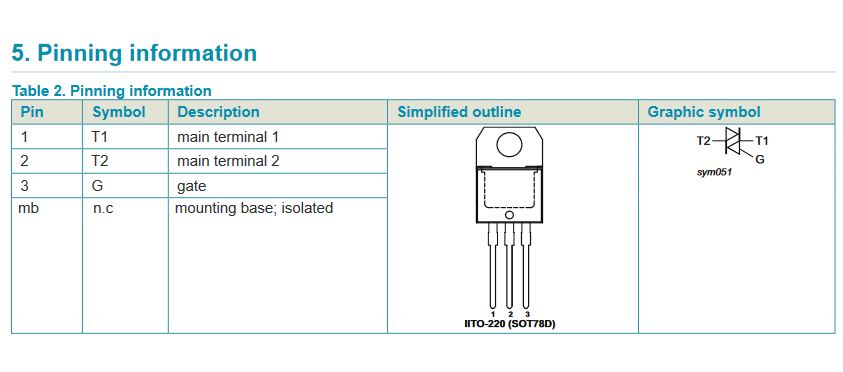 5. Pinning information
Table 2. Pinning information
Pin Symbol Description Simplified outline Graphic symbol
1 T1 main terminal 1
2 T2 main terminal 2
3 G gate
mb n.c mounting base; isolated
1 2 3
IITO-220 (SOT78D)
T2 T1
G
sym051